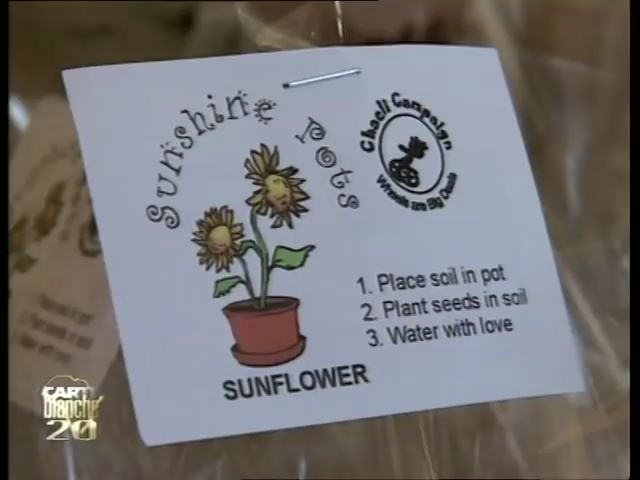 Sunshine Pots
Chaeli Campaign
Wheels are Big Deals
1. Place soil in pot
2. Plant seeds in soil
3. Water with love
SUNFLOWER
CARTE
blanche
20